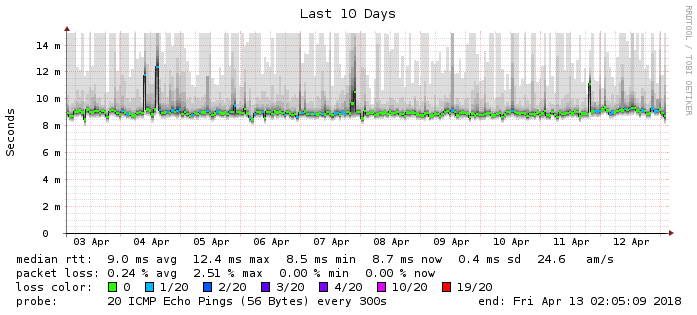 Last 10 Days
RRDTOOL / TOBI OETIKER
Seconds
14 m
12 m
10 m
8 m
6 m
4 m
2 m
0
03 Apr 04 Apr 05 Apr 06 Apr 07 Apr 08 Apr 09 Apr 10 Apr 11 Apr 12 Apr
median rtt: 9.0 ms avg 12.4 ms max 8.5 ms min 8.7 ms now 0.4 ms sd 24.6 am/s
packet loss: 0.24 % avg 2.51 % max 0.00 % min 0.00 % now
loss color: 0 1/20 2/20 3/20 4/20 10/20 19/20
probe: 20 ICMP Echo Pings (56 Bytes) every 300s end: Fri Apr 13 02:05:09 2018